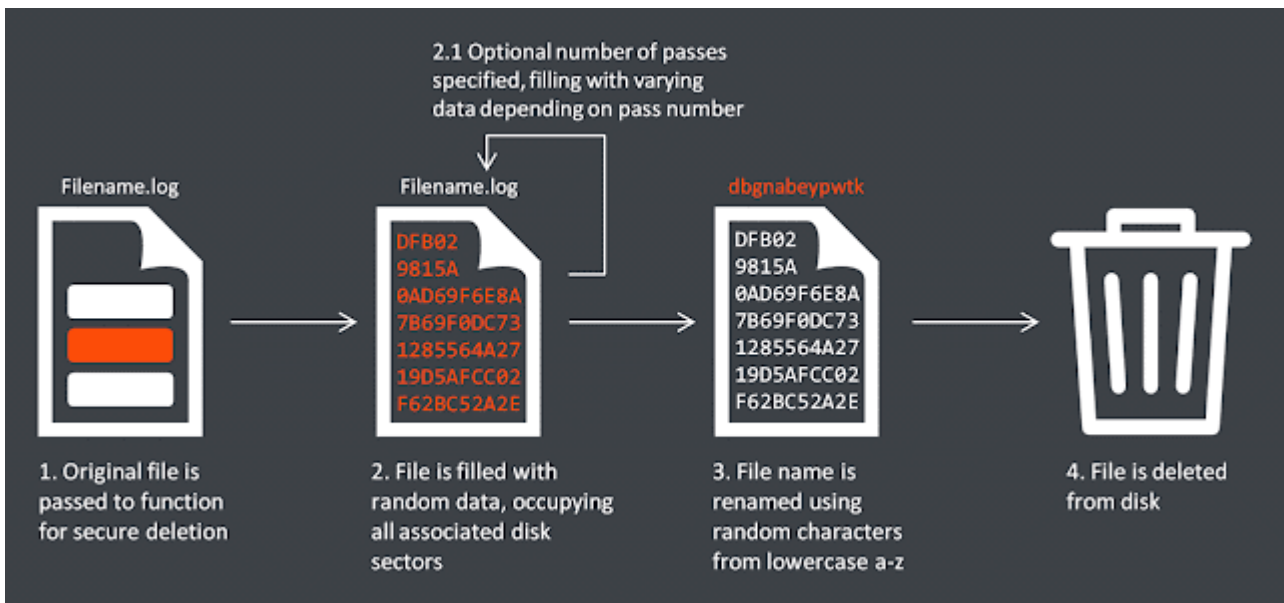 2.1 Optional number of passes
specified, filling with varying
data depending on pass number
Filename.log
Filename.log
dbgnabeypwtk
DFB02
9815A
0AD69F6E8A
7B69F0DC73
1285564A27
19D5AFCC02
F62BC52A2E
DFB02
9815A
0AD69F6E8A
7B69F0DC73
1285564A27
19D5AFCC02
F62BC52A2E
1. Original file is
passed to function
for secure deletion
2. File is filled with
random data, occupying
all associated disk
sectors
3. File name is
renamed using
random characters
from lowercase a-z
4. File is deleted
from disk